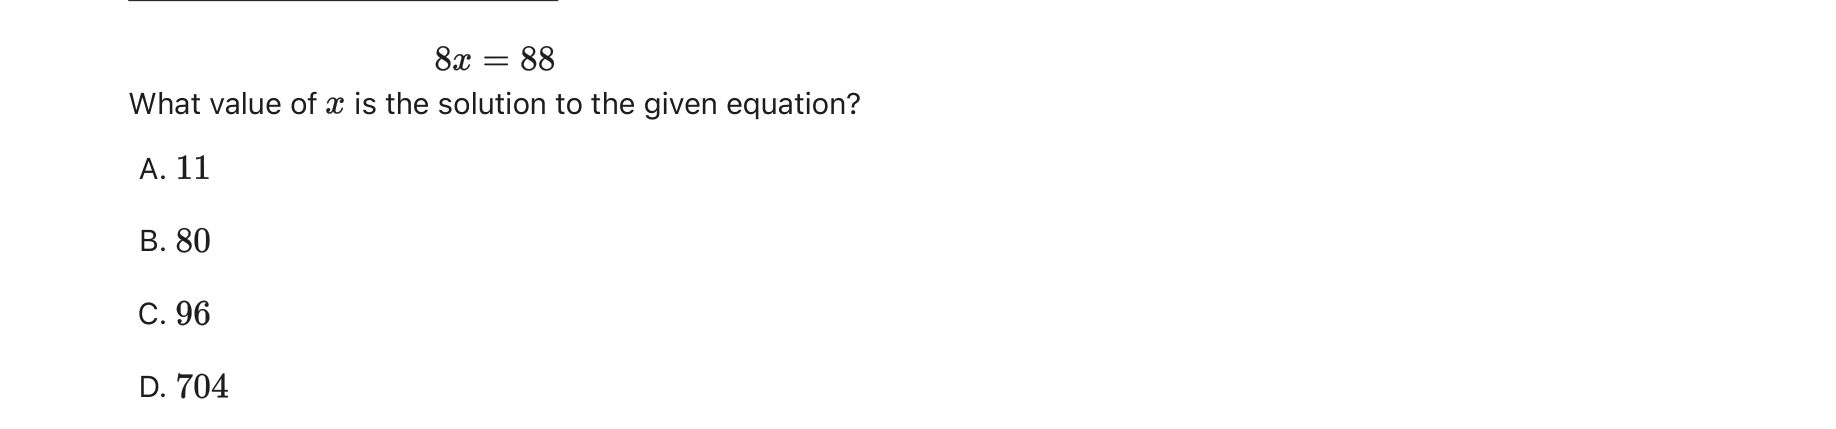 8x = 88
What value of x is the solution to the given equation?
A. 11
B. 80
C. 96
D. 704